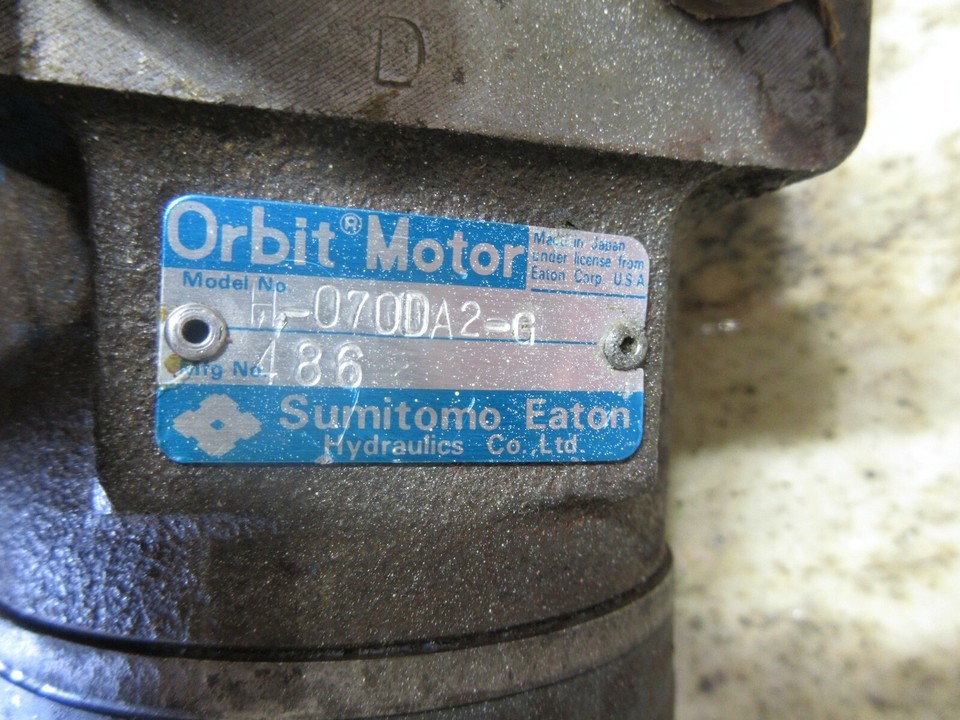 D
Orbit® Motor
Made in Japan
under license from
Eaton Corp. U.S.A
Model No.
H-070DA2-G
Mfg No.
486
Sumitomo Eaton
Hydraulics Co.,Ltd.